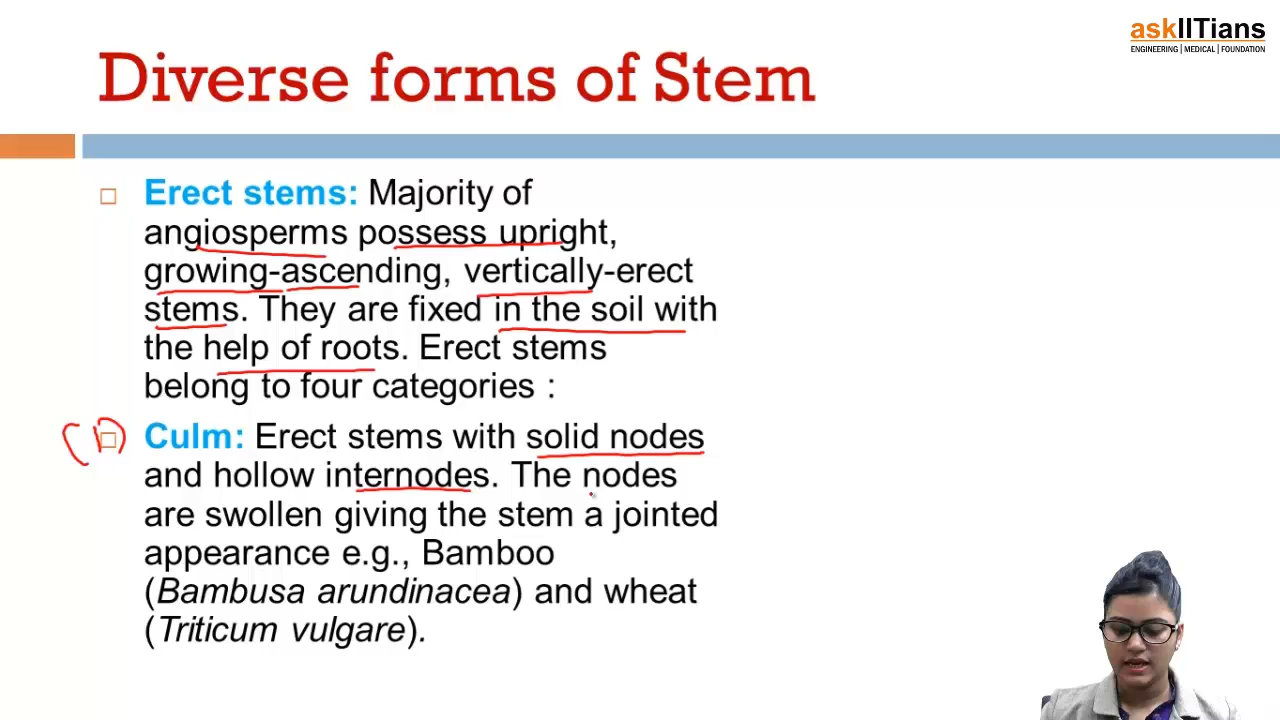 askIITians
ENGINEERING | MEDICAL | FOUNDATION
Diverse forms of Stem
Erect stems: Majority of
angiosperms possess upright,
growing-ascending, vertically-erect
stems. They are fixed in the soil with
the help of roots. Erect stems
belong to four categories :
Culm: Erect stems with solid nodes
and hollow internodes. The nodes
are swollen giving the stem a jointed
appearance e.g., Bamboo
(Bambusa arundinacea) and wheat
(Triticum vulgare).